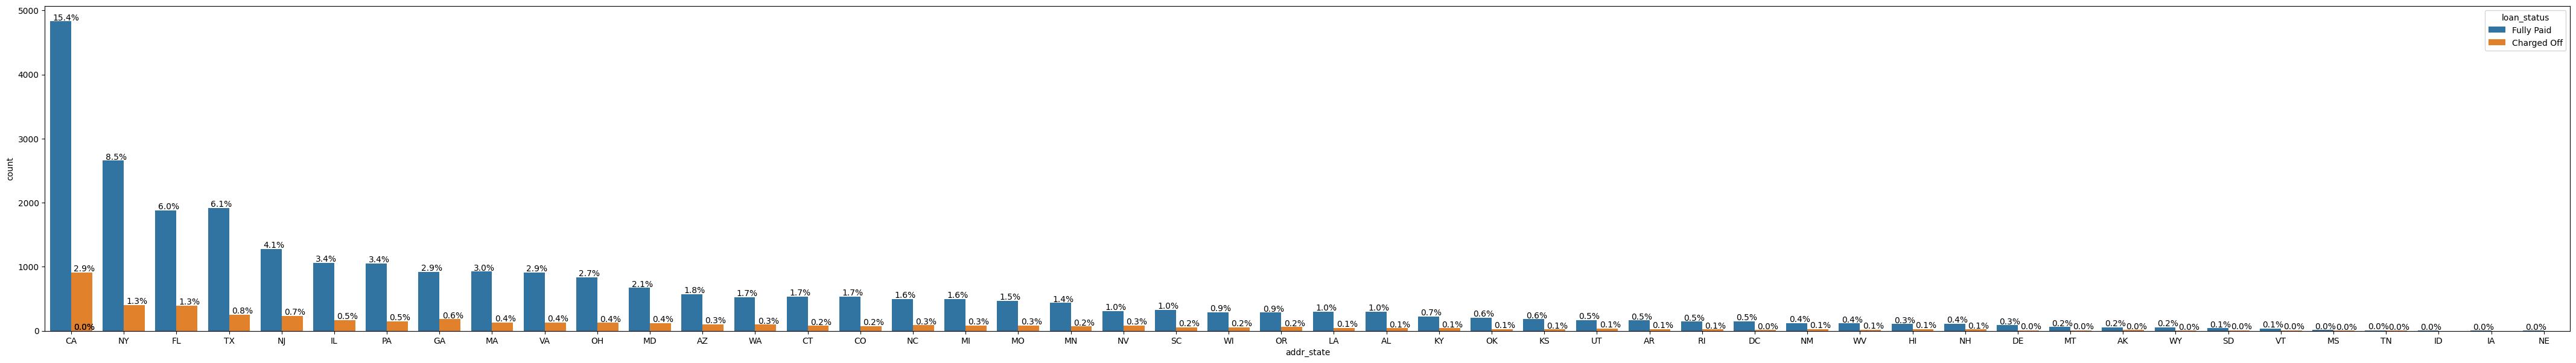 loan_status
Fully Paid
Charged Off
count
5000
4000
3000
2000
1000
0
15.4% 8.5% 6.0% 6.1% 4.1% 3.4% 3.4% 2.9% 3.0% 2.9% 2.7% 2.1% 1.8% 1.7% 1.7% 1.7% 1.6% 1.6% 1.5% 1.4% 1.0% 1.0% 0.9% 0.9% 1.0% 1.0% 0.7% 0.6% 0.6% 0.5% 0.5% 0.5% 0.5% 0.4% 0.4% 0.3% 0.4% 0.3% 0.2% 0.2% 0.2% 0.1% 0.1% 0.0% 0.0% 0.0% 0.0% 0.0%
2.9% 1.3% 1.3% 0.8% 0.7% 0.5% 0.5% 0.6% 0.4% 0.4% 0.4% 0.4% 0.3% 0.3% 0.2% 0.2% 0.3% 0.3% 0.3% 0.2% 0.3% 0.2% 0.2% 0.2% 0.1% 0.1% 0.1% 0.1% 0.1% 0.1% 0.1% 0.1% 0.0% 0.1% 0.1% 0.1% 0.1% 0.0% 0.0% 0.0% 0.0% 0.0% 0.0% 0.0% 0.0%
0.0%
CA NY FL TX NJ IL PA GA MA VA OH MD AZ WA CT CO NC MI MO MN NV SC WI OR LA AL KY OK KS UT AR RI DC NM WV HI NH DE MT AK WY SD VT MS TN ID IA NE
addr_state